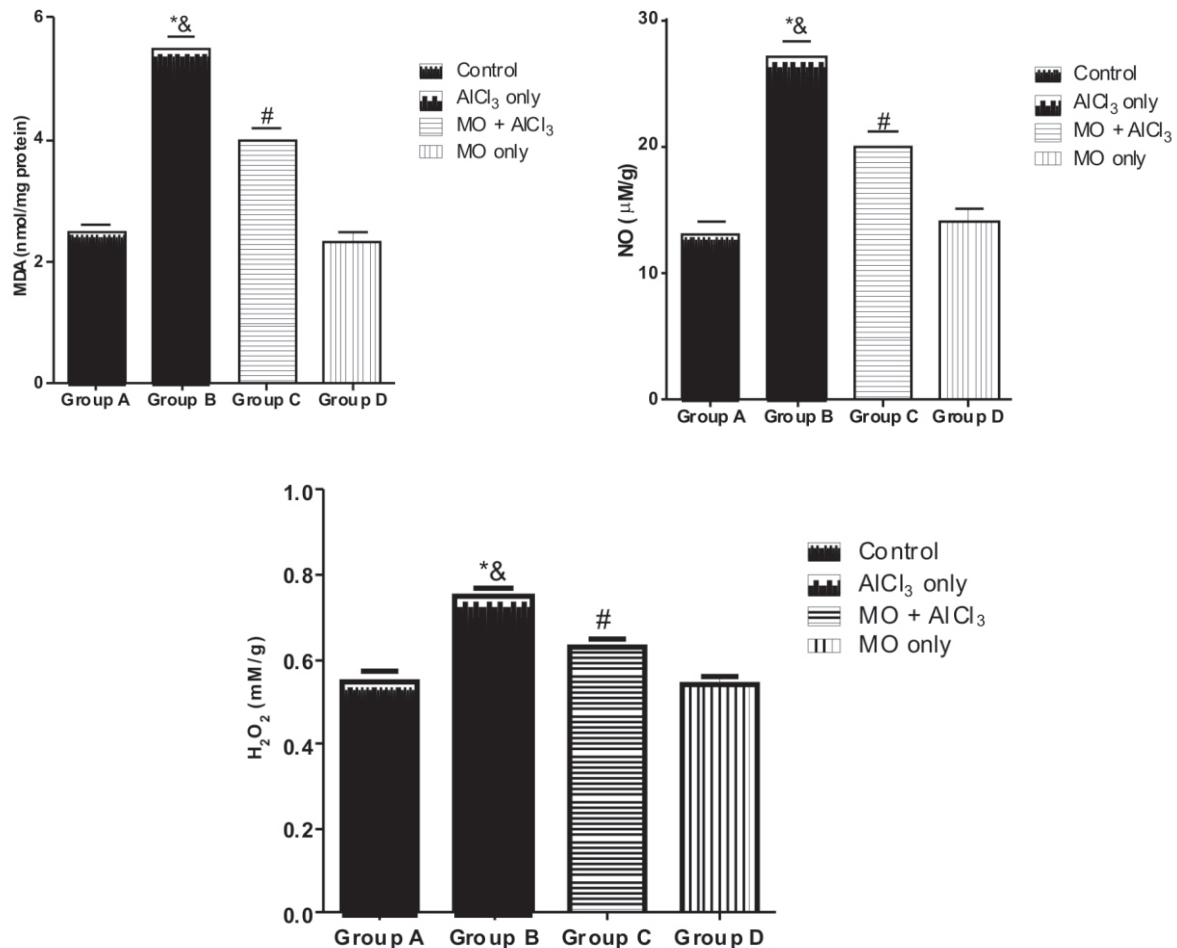 MDA (nmol/mg protein)
6
4
2
0
*&
#
Group A Group B Group C Group D
Control
AlCl₃ only
MO + AlCl₃
MO only
NO ( μM/g)
30
20
10
0
*&
#
Group A Group B Group C Group D
Control
AlCl₃ only
MO + AlCl₃
MO only
H₂O₂ (mM/g)
1.0
0.8
0.6
0.4
0.2
0.0
*&
#
Group A Group B Group C Group D
Control
AlCl₃ only
MO + AlCl₃
MO only